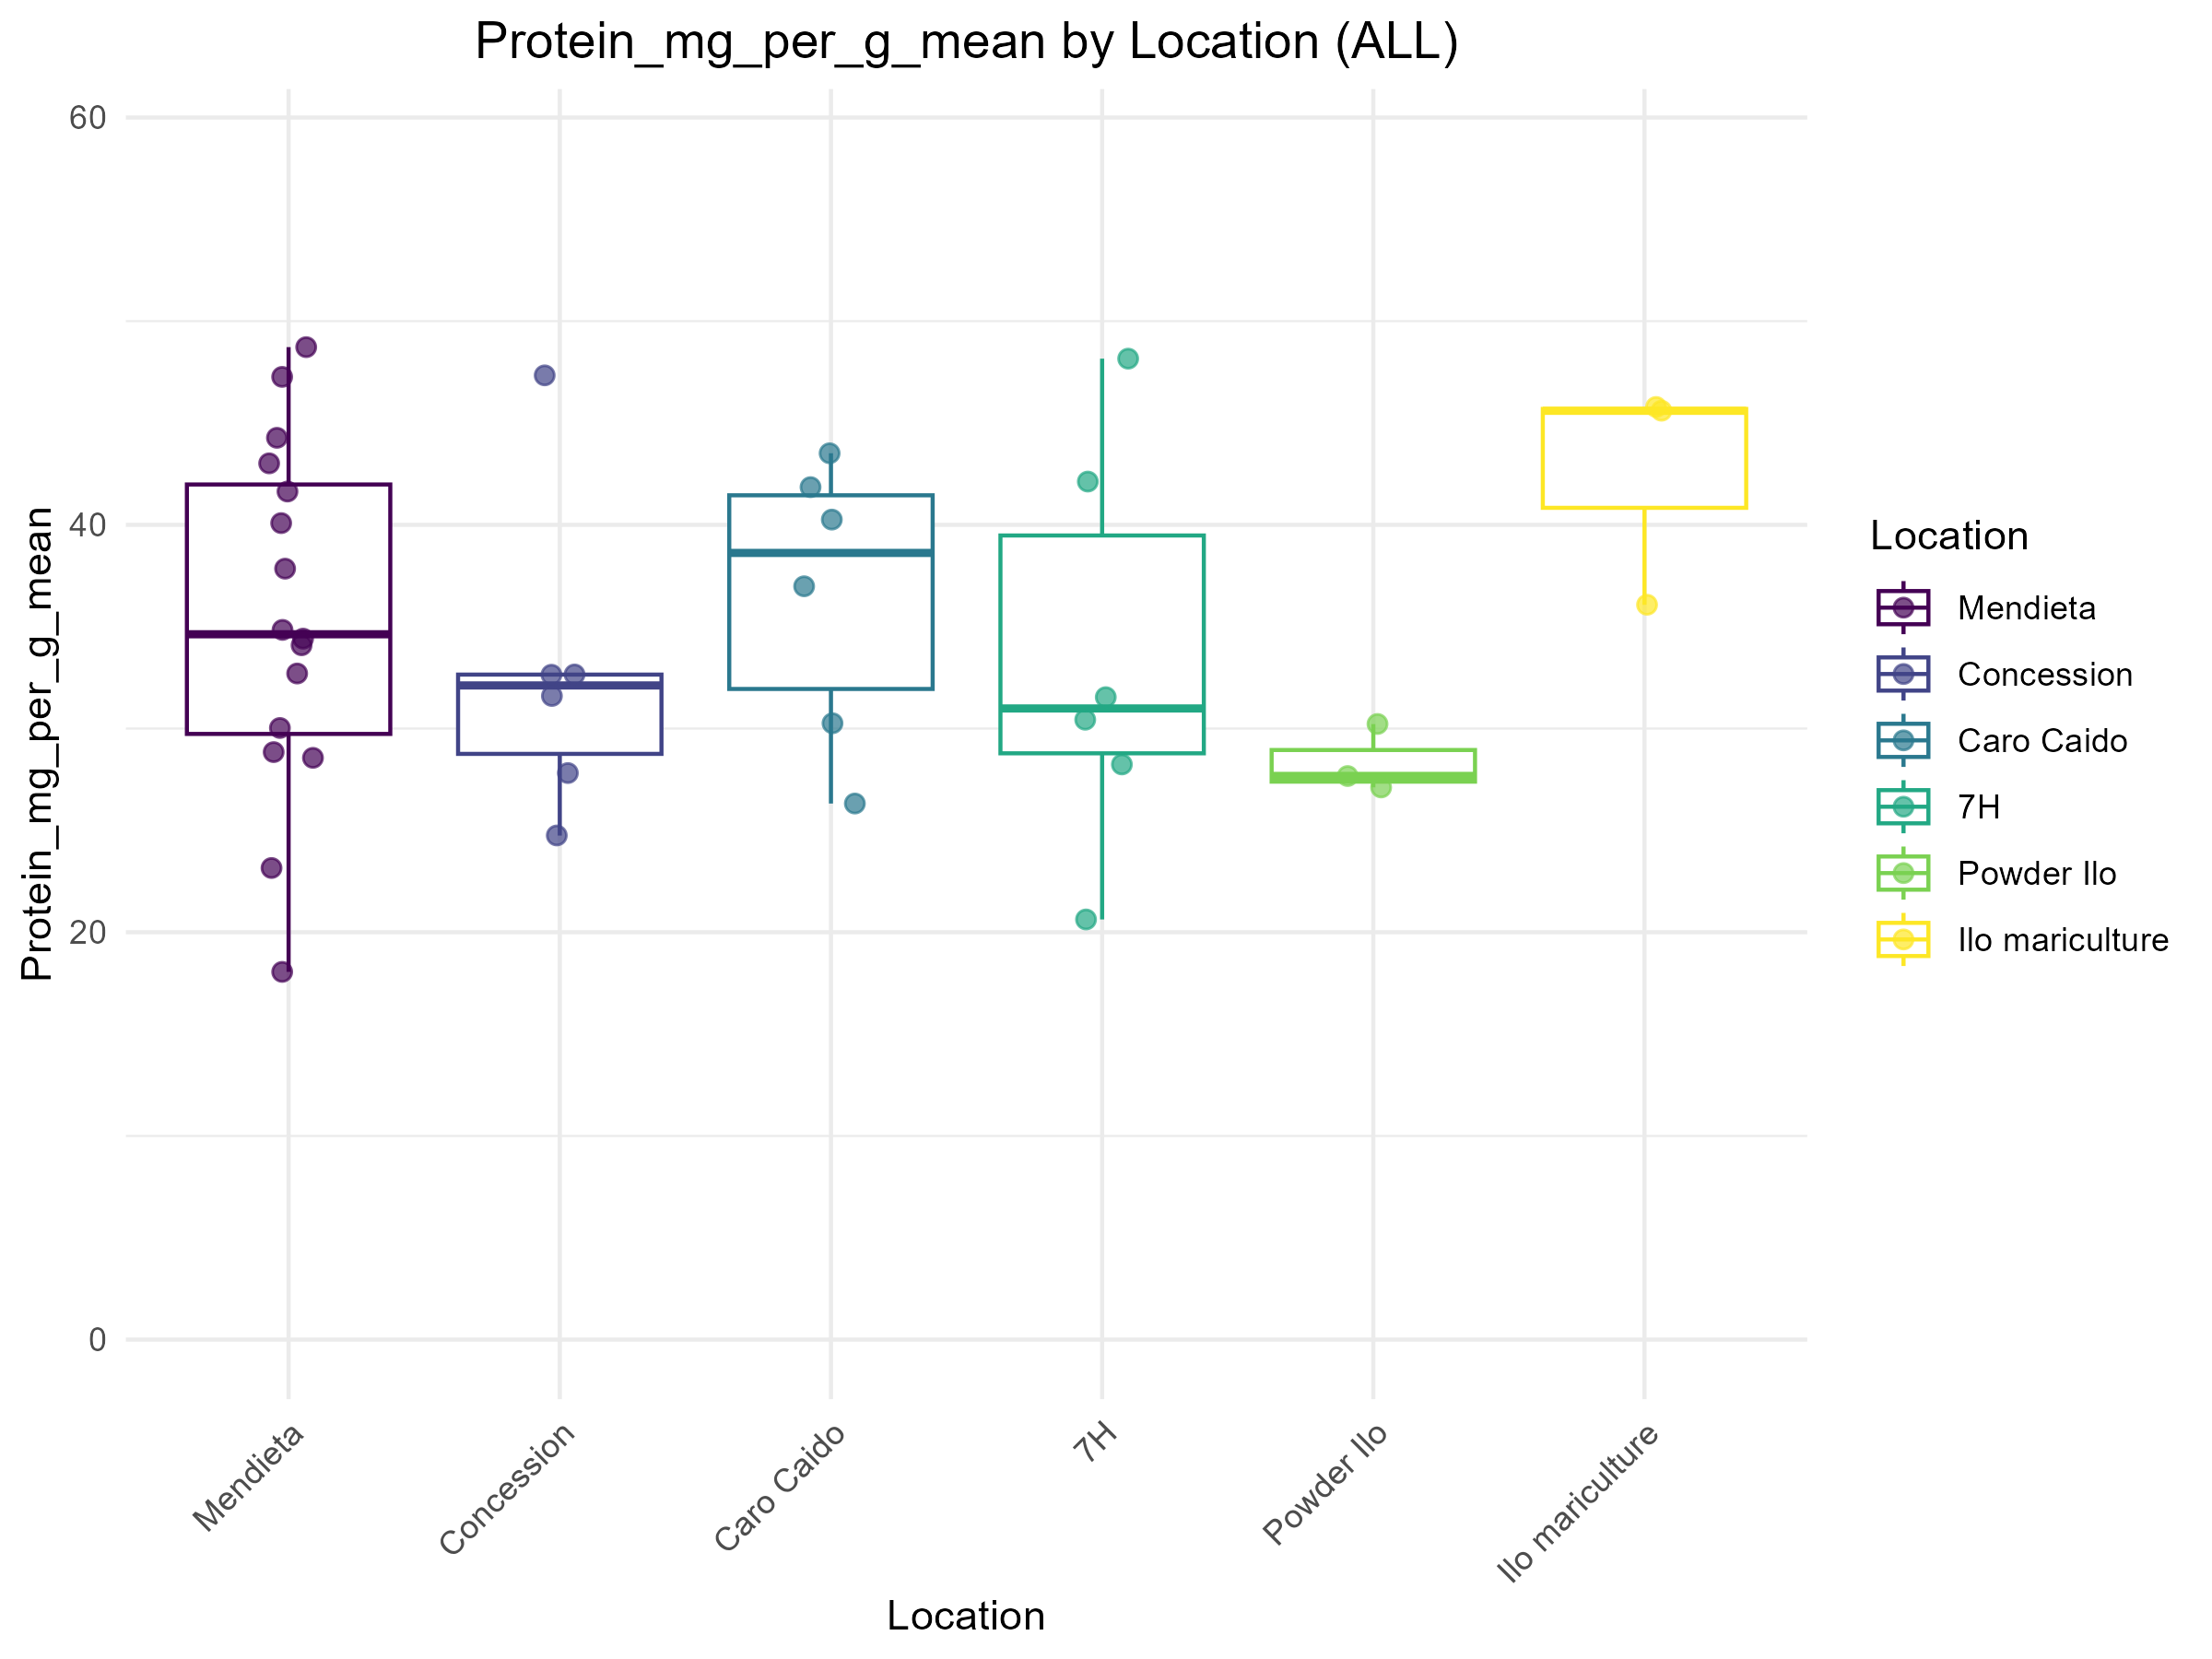 Protein_mg_per_g_mean by Location (ALL)
Protein_mg_per_g_mean
60
40
20
0
Mendieta
Concession
Caro Caido
7H
Powder Ilo
Ilo mariculture
Location
Location
Mendieta
Concession
Caro Caido
7H
Powder Ilo
Ilo mariculture